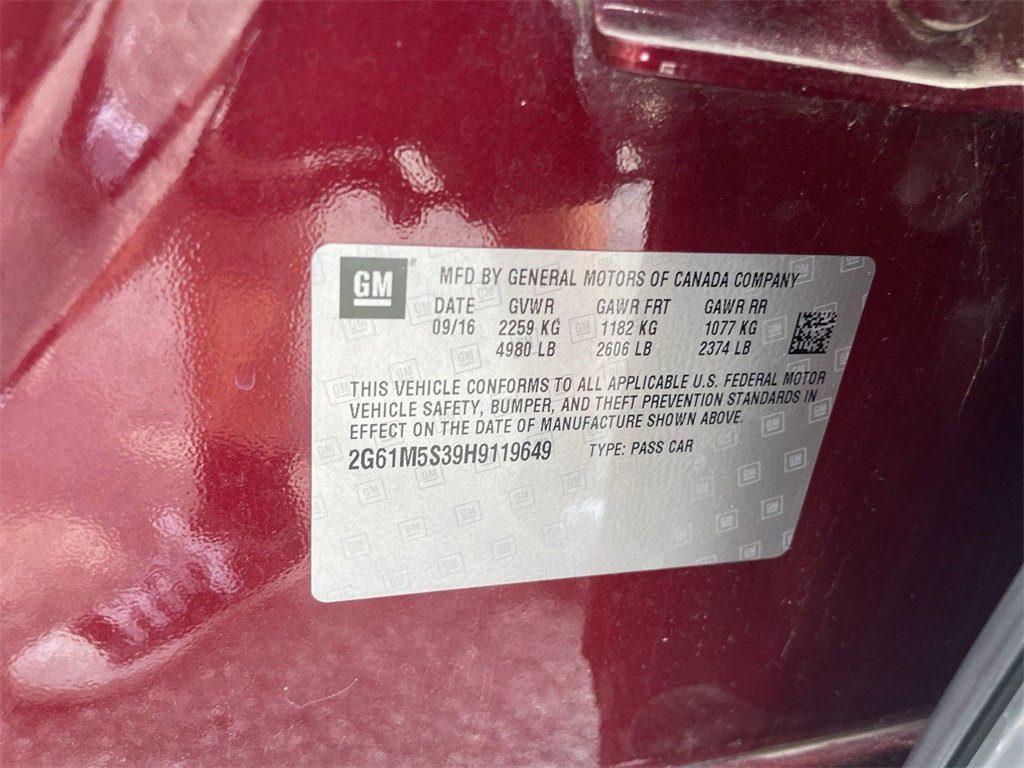 GM® MFD BY GENERAL MOTORS OF CANADA COMPANY
DATE GVWR GAWR FRT GAWR RR
09/16 2259 KG 1182 KG 1077 KG
4980 LB 2606 LB 2374 LB
THIS VEHICLE CONFORMS TO ALL APPLICABLE U.S. FEDERAL MOTOR
VEHICLE SAFETY, BUMPER, AND THEFT PREVENTION STANDARDS IN
EFFECT ON THE DATE OF MANUFACTURE SHOWN ABOVE.
2G61M5S39H9119649 TYPE: PASS CAR